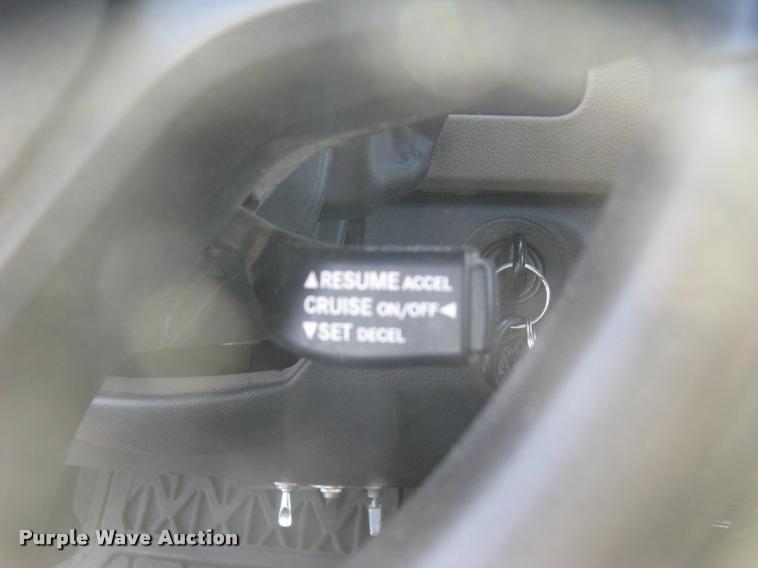 ▲RESUME ACCEL
CRUISE ON/OFF◄
▼SET DECEL
Purple Wave Auction